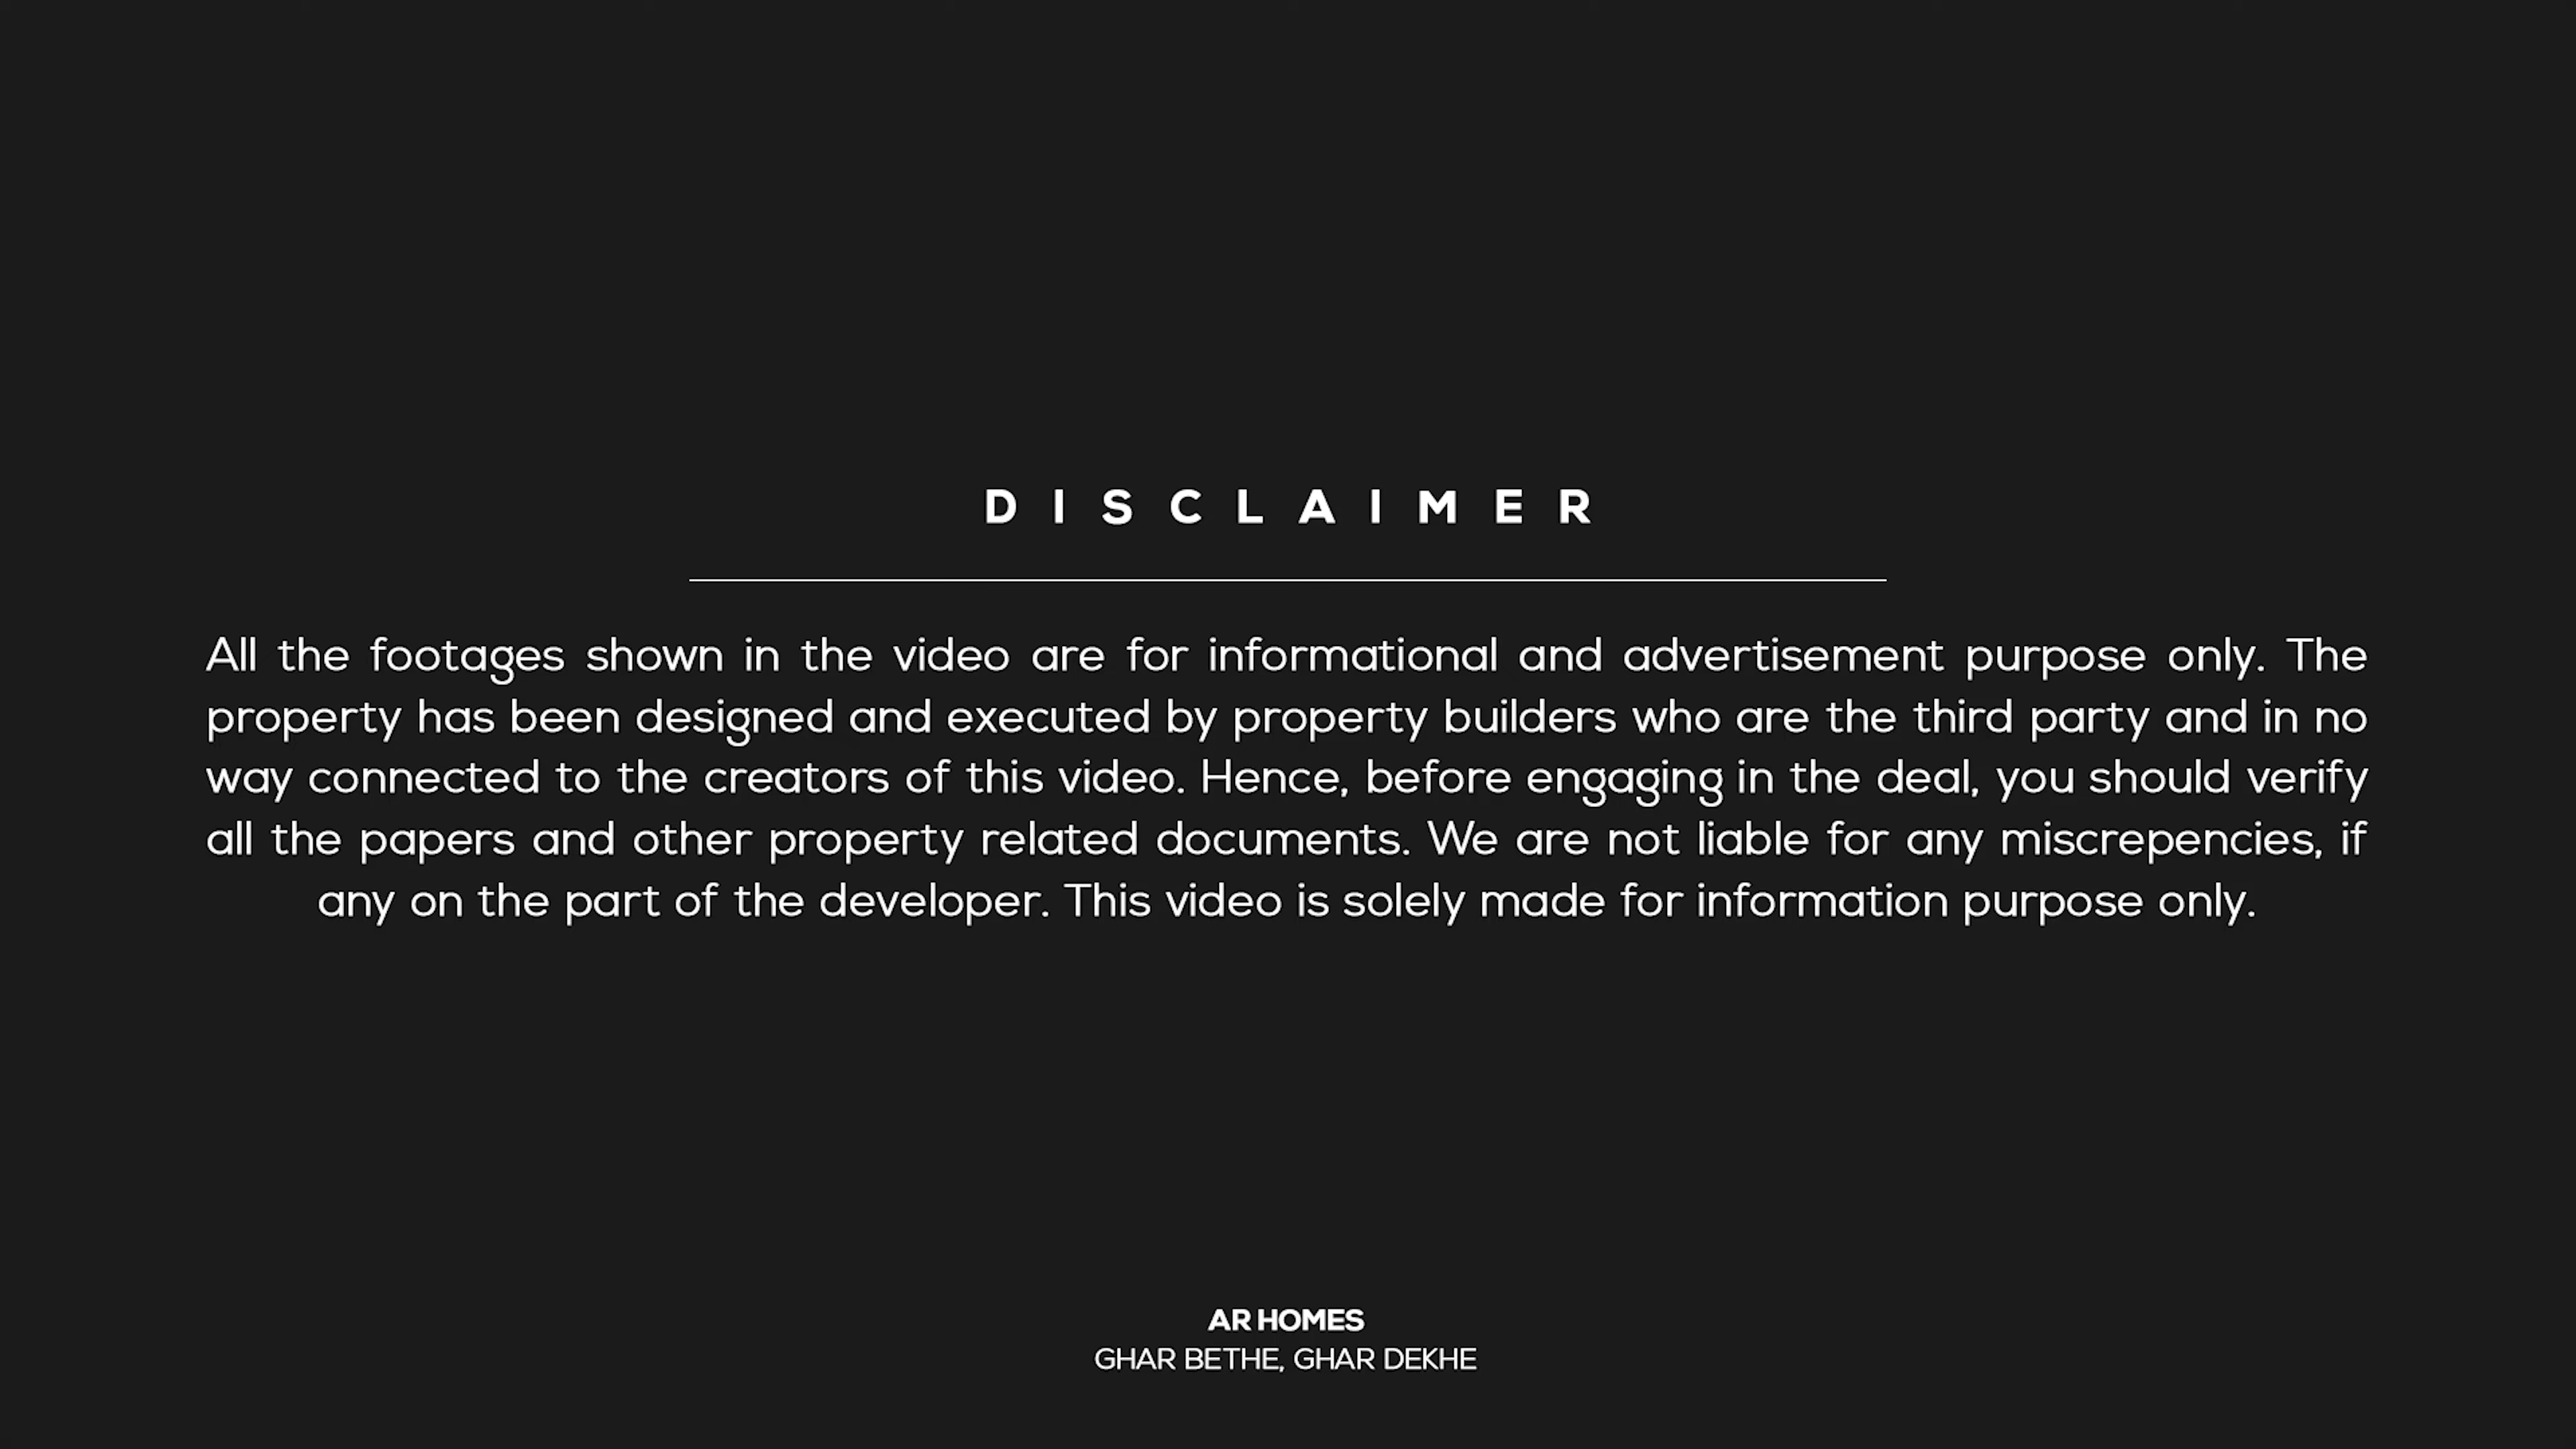 DISCLAIMER
All the footages shown in the video are for informational and advertisement purpose only. The
property has been designed and executed by property builders who are the third party and in no
way connected to the creators of this video. Hence, before engaging in the deal, you should verify
all the papers and other property related documents. We are not liable for any miscrepencies, if
any on the part of the developer. This video is solely made for information purpose only.
AR HOMES
GHAR BETHE, GHAR DEKHE